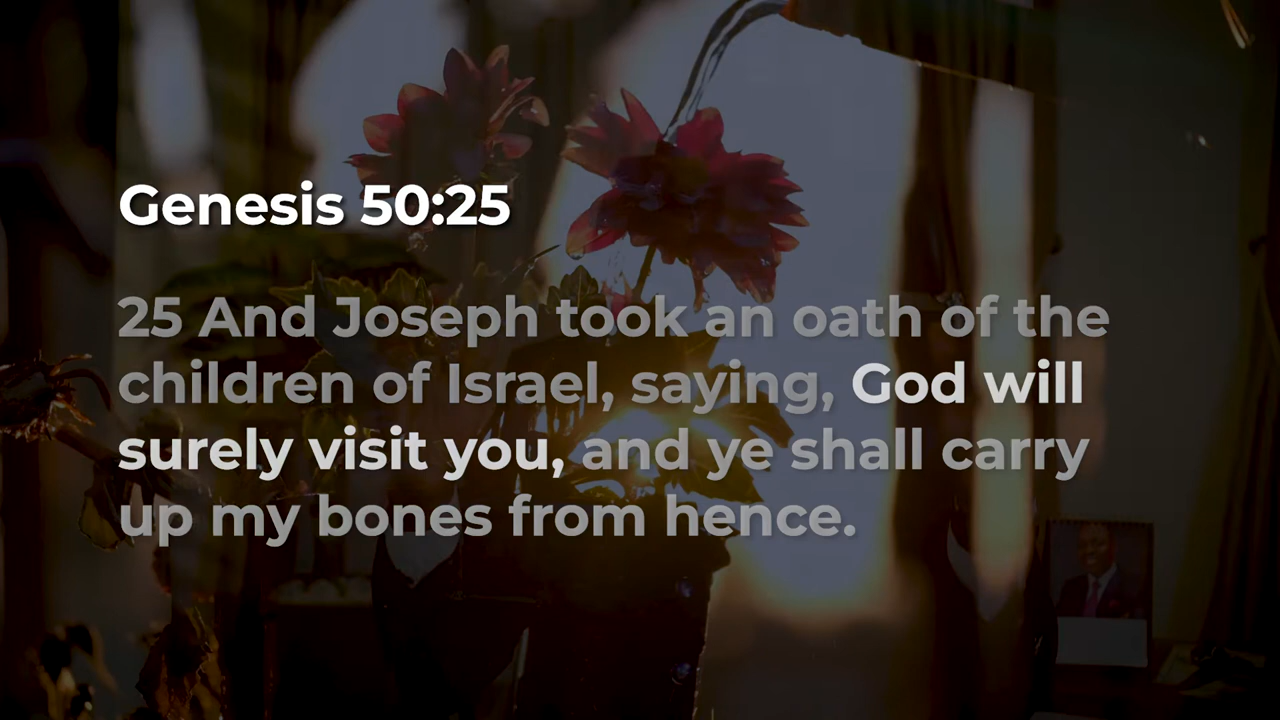 Genesis 50:25
25 And Joseph took an oath of the
children of Israel, saying, God will
surely visit you, and ye shall carry
up my bones from hence.